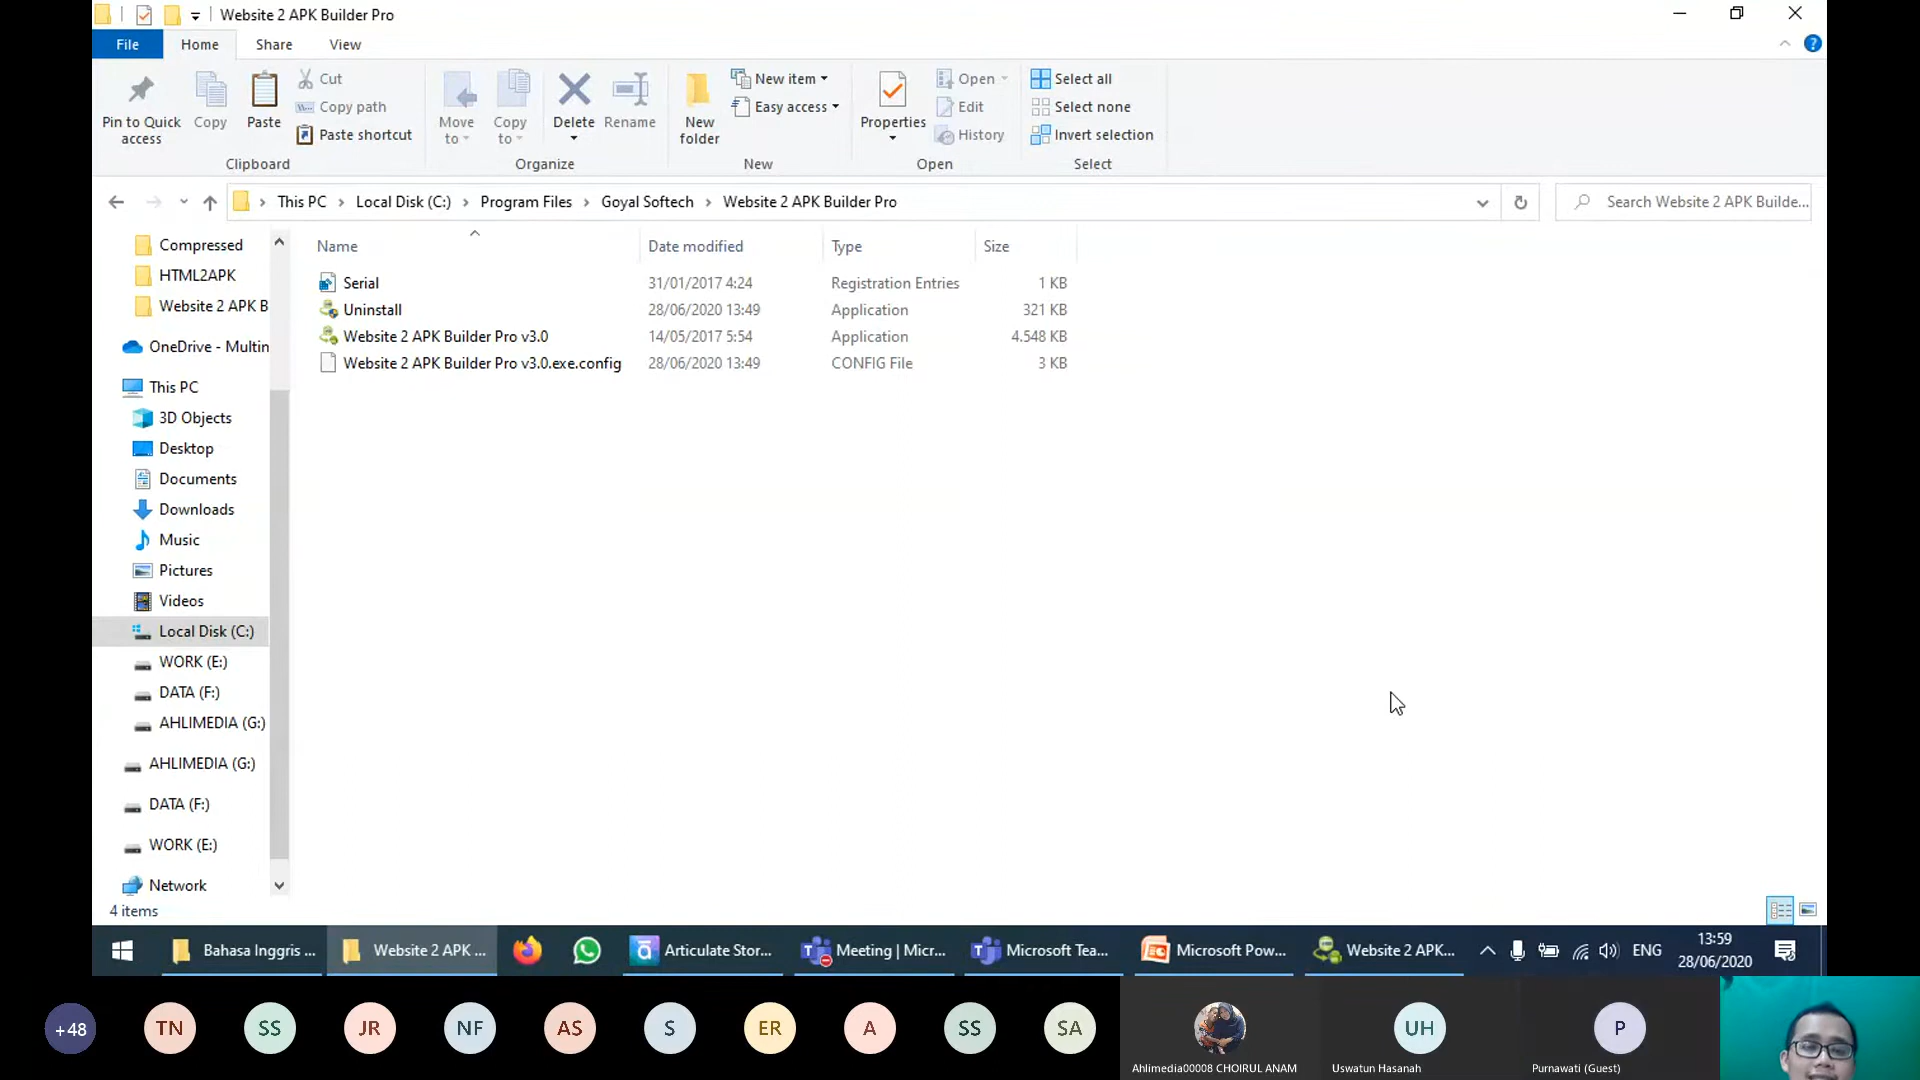 Website 2 APK Builder Pro
File Home Share View
Pin to Quick access
Copy
Paste
Cut
Copy path
Paste shortcut
Clipboard
Move to
Copy to
Delete
Rename
Organize
New folder
New item
Easy access
New
Properties
Open
Edit
History
Open
Select all
Select none
Invert selection
Select
This PC > Local Disk (C:) > Program Files > Goyal Softech > Website 2 APK Builder Pro
Search Website 2 APK Builde...
Compressed
HTML2APK
Website 2 APK B
OneDrive - Multin
This PC
3D Objects
Desktop
Documents
Downloads
Music
Pictures
Videos
Local Disk (C:)
WORK (E:)
DATA (F:)
AHLIMEDIA (G:)
AHLIMEDIA (G:)
DATA (F:)
WORK (E:)
Network
Name Date modified Type Size
Serial 31/01/2017 4:24 Registration Entries 1 KB
Uninstall 28/06/2020 13:49 Application 321 KB
Website 2 APK Builder Pro v3.0 14/05/2017 5:54 Application 4.548 KB
Website 2 APK Builder Pro v3.0.exe.config 28/06/2020 13:49 CONFIG File 3 KB
4 items
Bahasa Inggris ... Website 2 APK ... Articulate Stor... Meeting | Micr... Microsoft Tea... Microsoft Pow... Website 2 APK... ENG
13:59
28/06/2020
+48 TN SS JR NF AS S ER A SS SA UH P
Ahlimedia00008 CHOIRUL ANAM Uswatun Hasanah Purnawati (Guest)